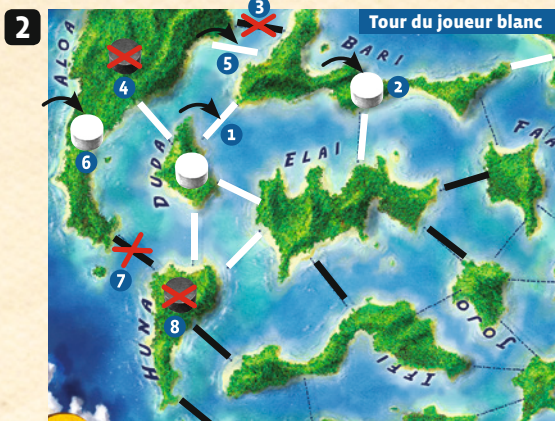 2
Tour du joueur blanc
3
ALOA
5
BARI
4
2
1
6
DUDA
ELAI
FAA
7
8
HUNA
JOJO
IFFI